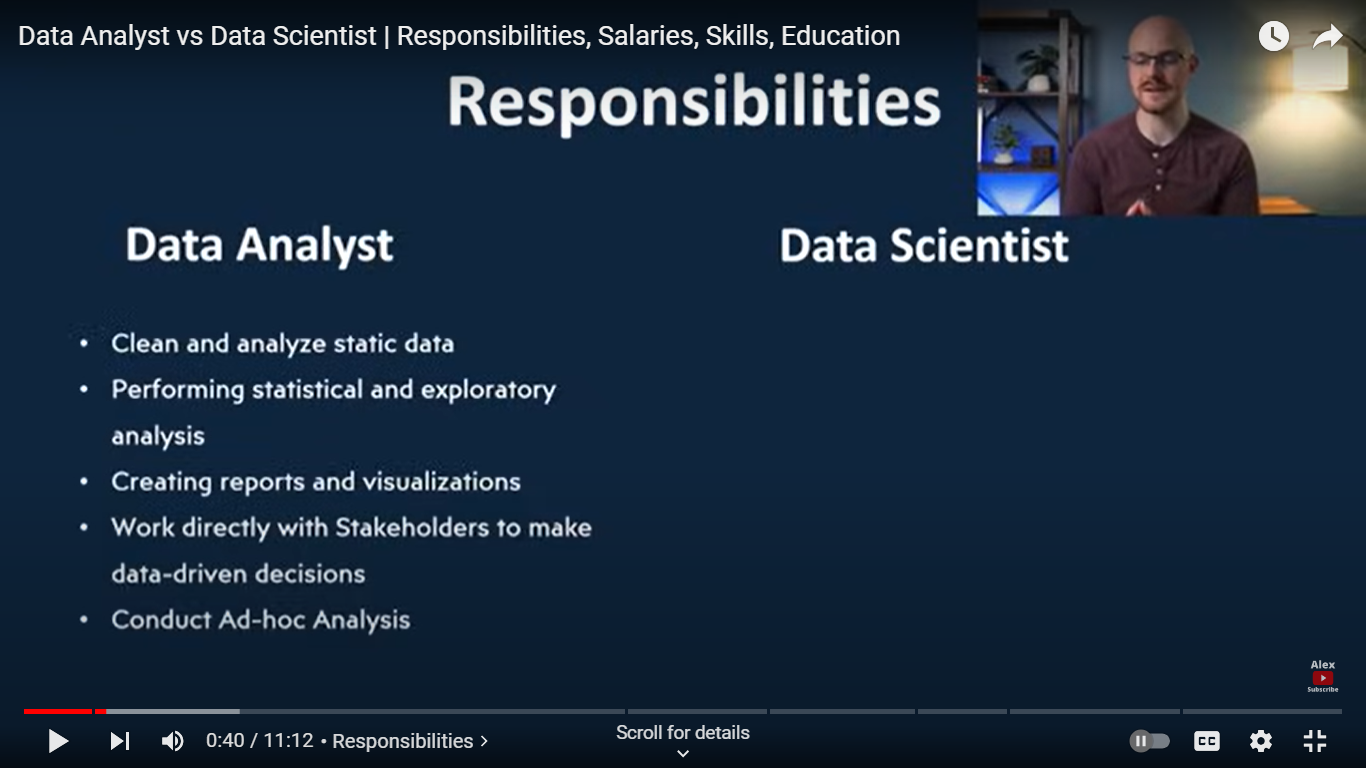 Data Analyst vs Data Scientist | Responsibilities, Salaries, Skills, Education
Responsibilities
Data Analyst
Data Scientist
• Clean and analyze static data
• Performing statistical and exploratory
analysis
• Creating reports and visualizations
• Work directly with Stakeholders to make
data-driven decisions
• Conduct Ad-hoc Analysis
Alex
Subscribe
0:40 / 11:12 • Responsibilities
Scroll for details
CC